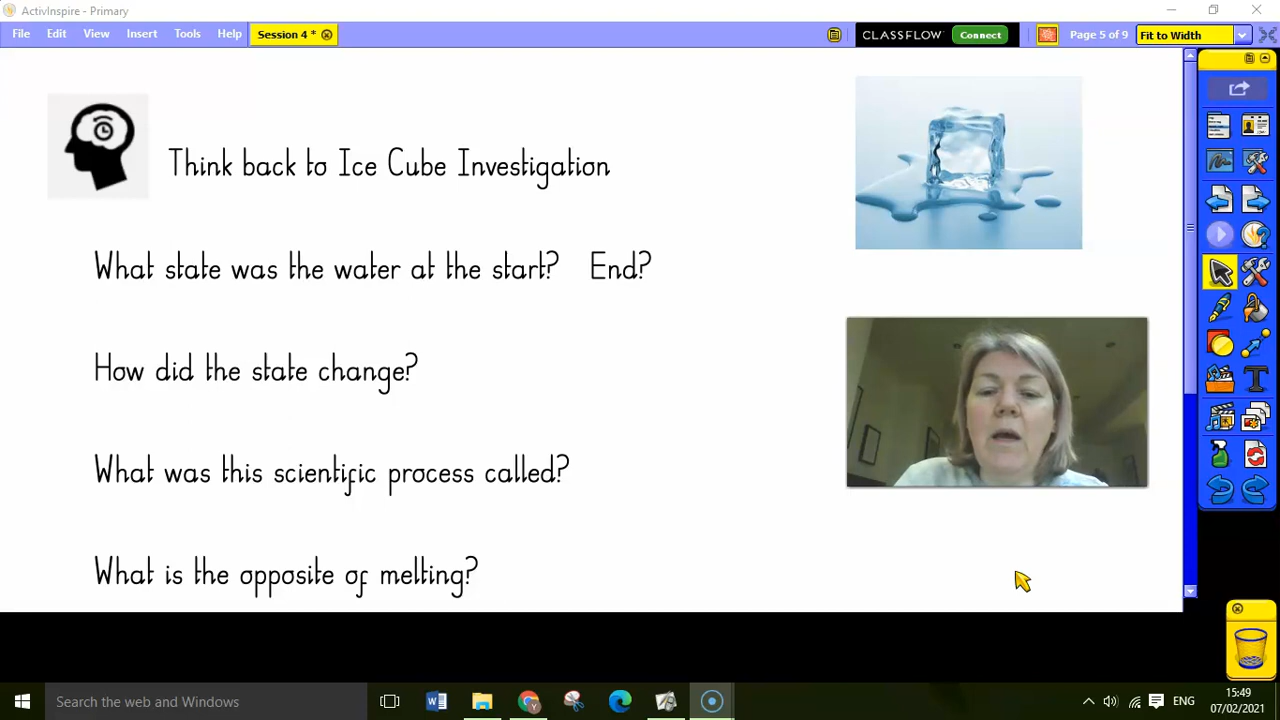 ActivInspire - Primary
File Edit View Insert Tools Help Session 4 * CLASSFLOW Connect Page 5 of 9 Fit to Width
Think back to Ice Cube Investigation
What state was the water at the start? End?
How did the state change?
What was this scientific process called?
What is the opposite of melting?
Search the web and Windows
ENG
15:49
07/02/2021